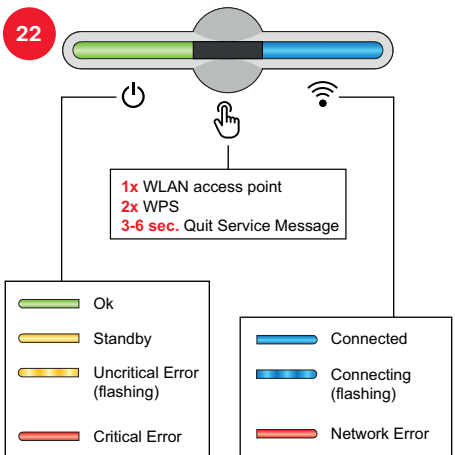 22
1x WLAN access point
2x WPS
3-6 sec. Quit Service Message
Ok
Standby
Uncritical Error
(flashing)
Critical Error
Connected
Connecting
(flashing)
Network Error